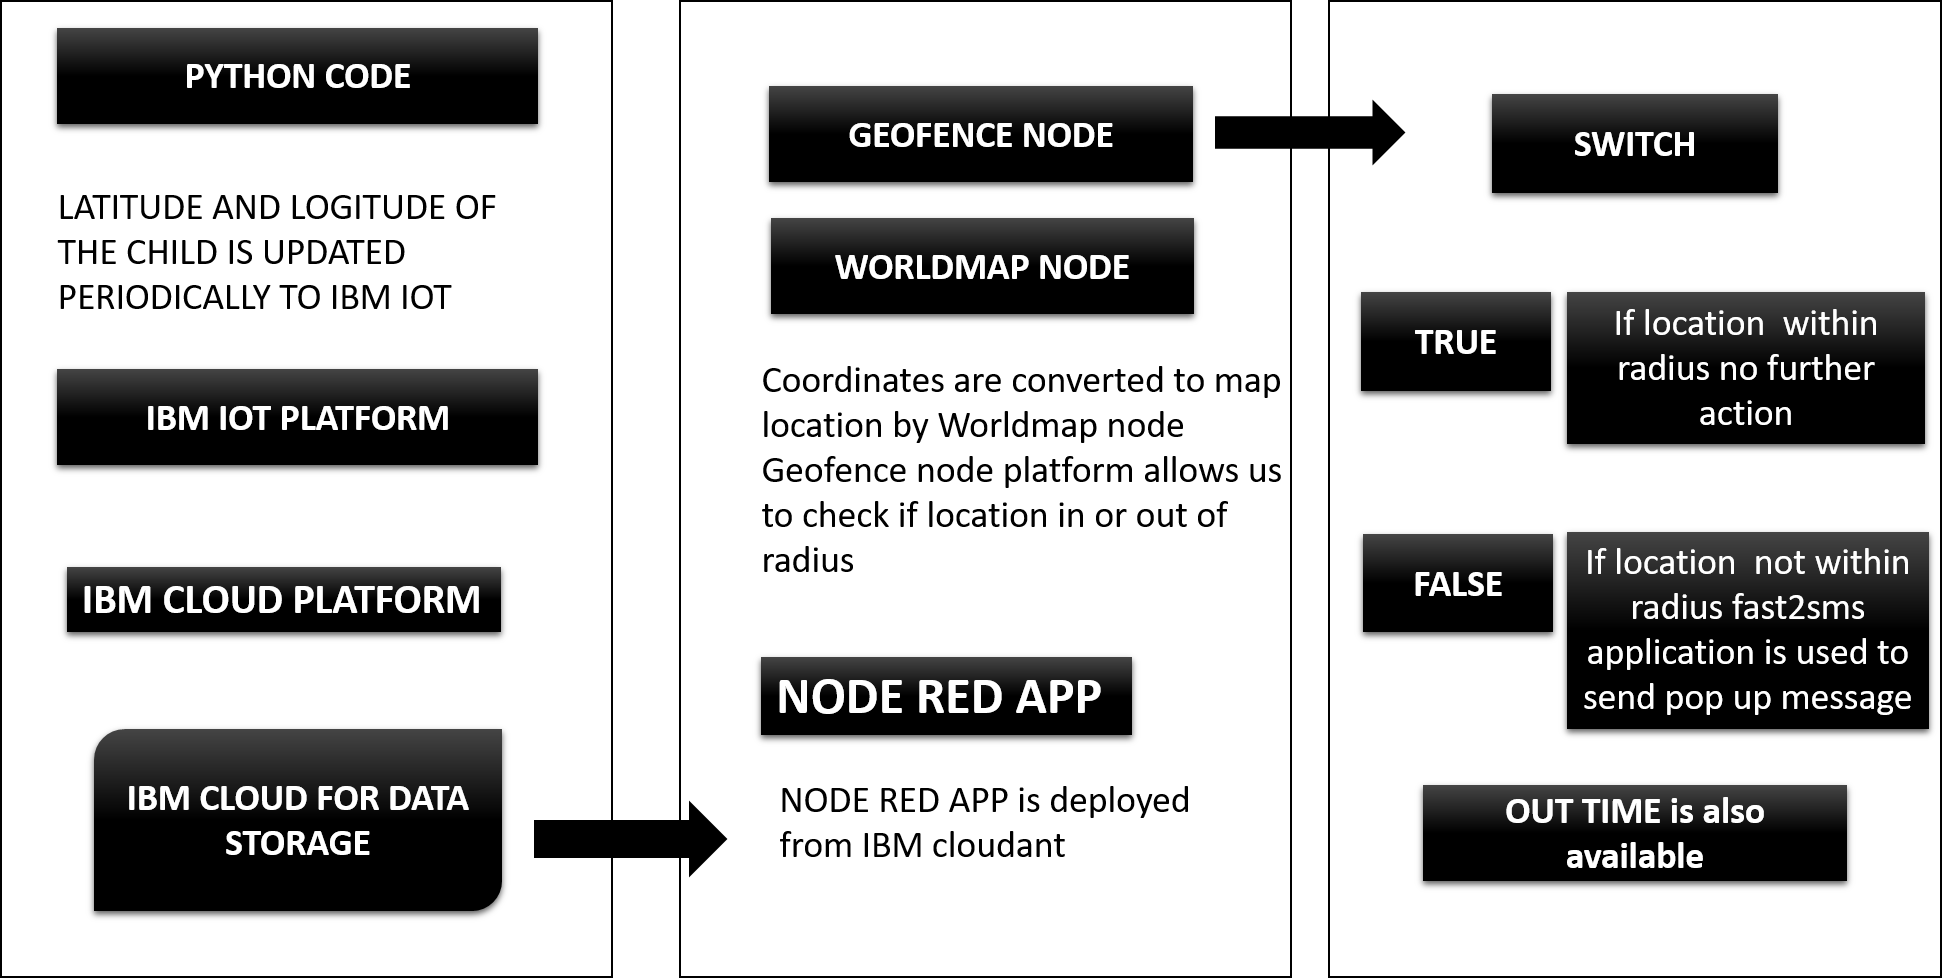 PYTHON CODE
LATITUDE AND LOGITUDE OF
THE CHILD IS UPDATED
PERIODICALLY TO IBM IOT
IBM IOT PLATFORM
IBM CLOUD PLATFORM
IBM CLOUD FOR DATA
STORAGE
GEOFENCE NODE
WORLDMAP NODE
Coordinates are converted to map
location by Worldmap node
Geofence node platform allows us
to check if location in or out of
radius
NODE RED APP
NODE RED APP is deployed
from IBM cloudant
SWITCH
TRUE
If location  within
radius no further
action
FALSE
If location  not within
radius fast2sms
application is used to
send pop up message
OUT TIME is also
available